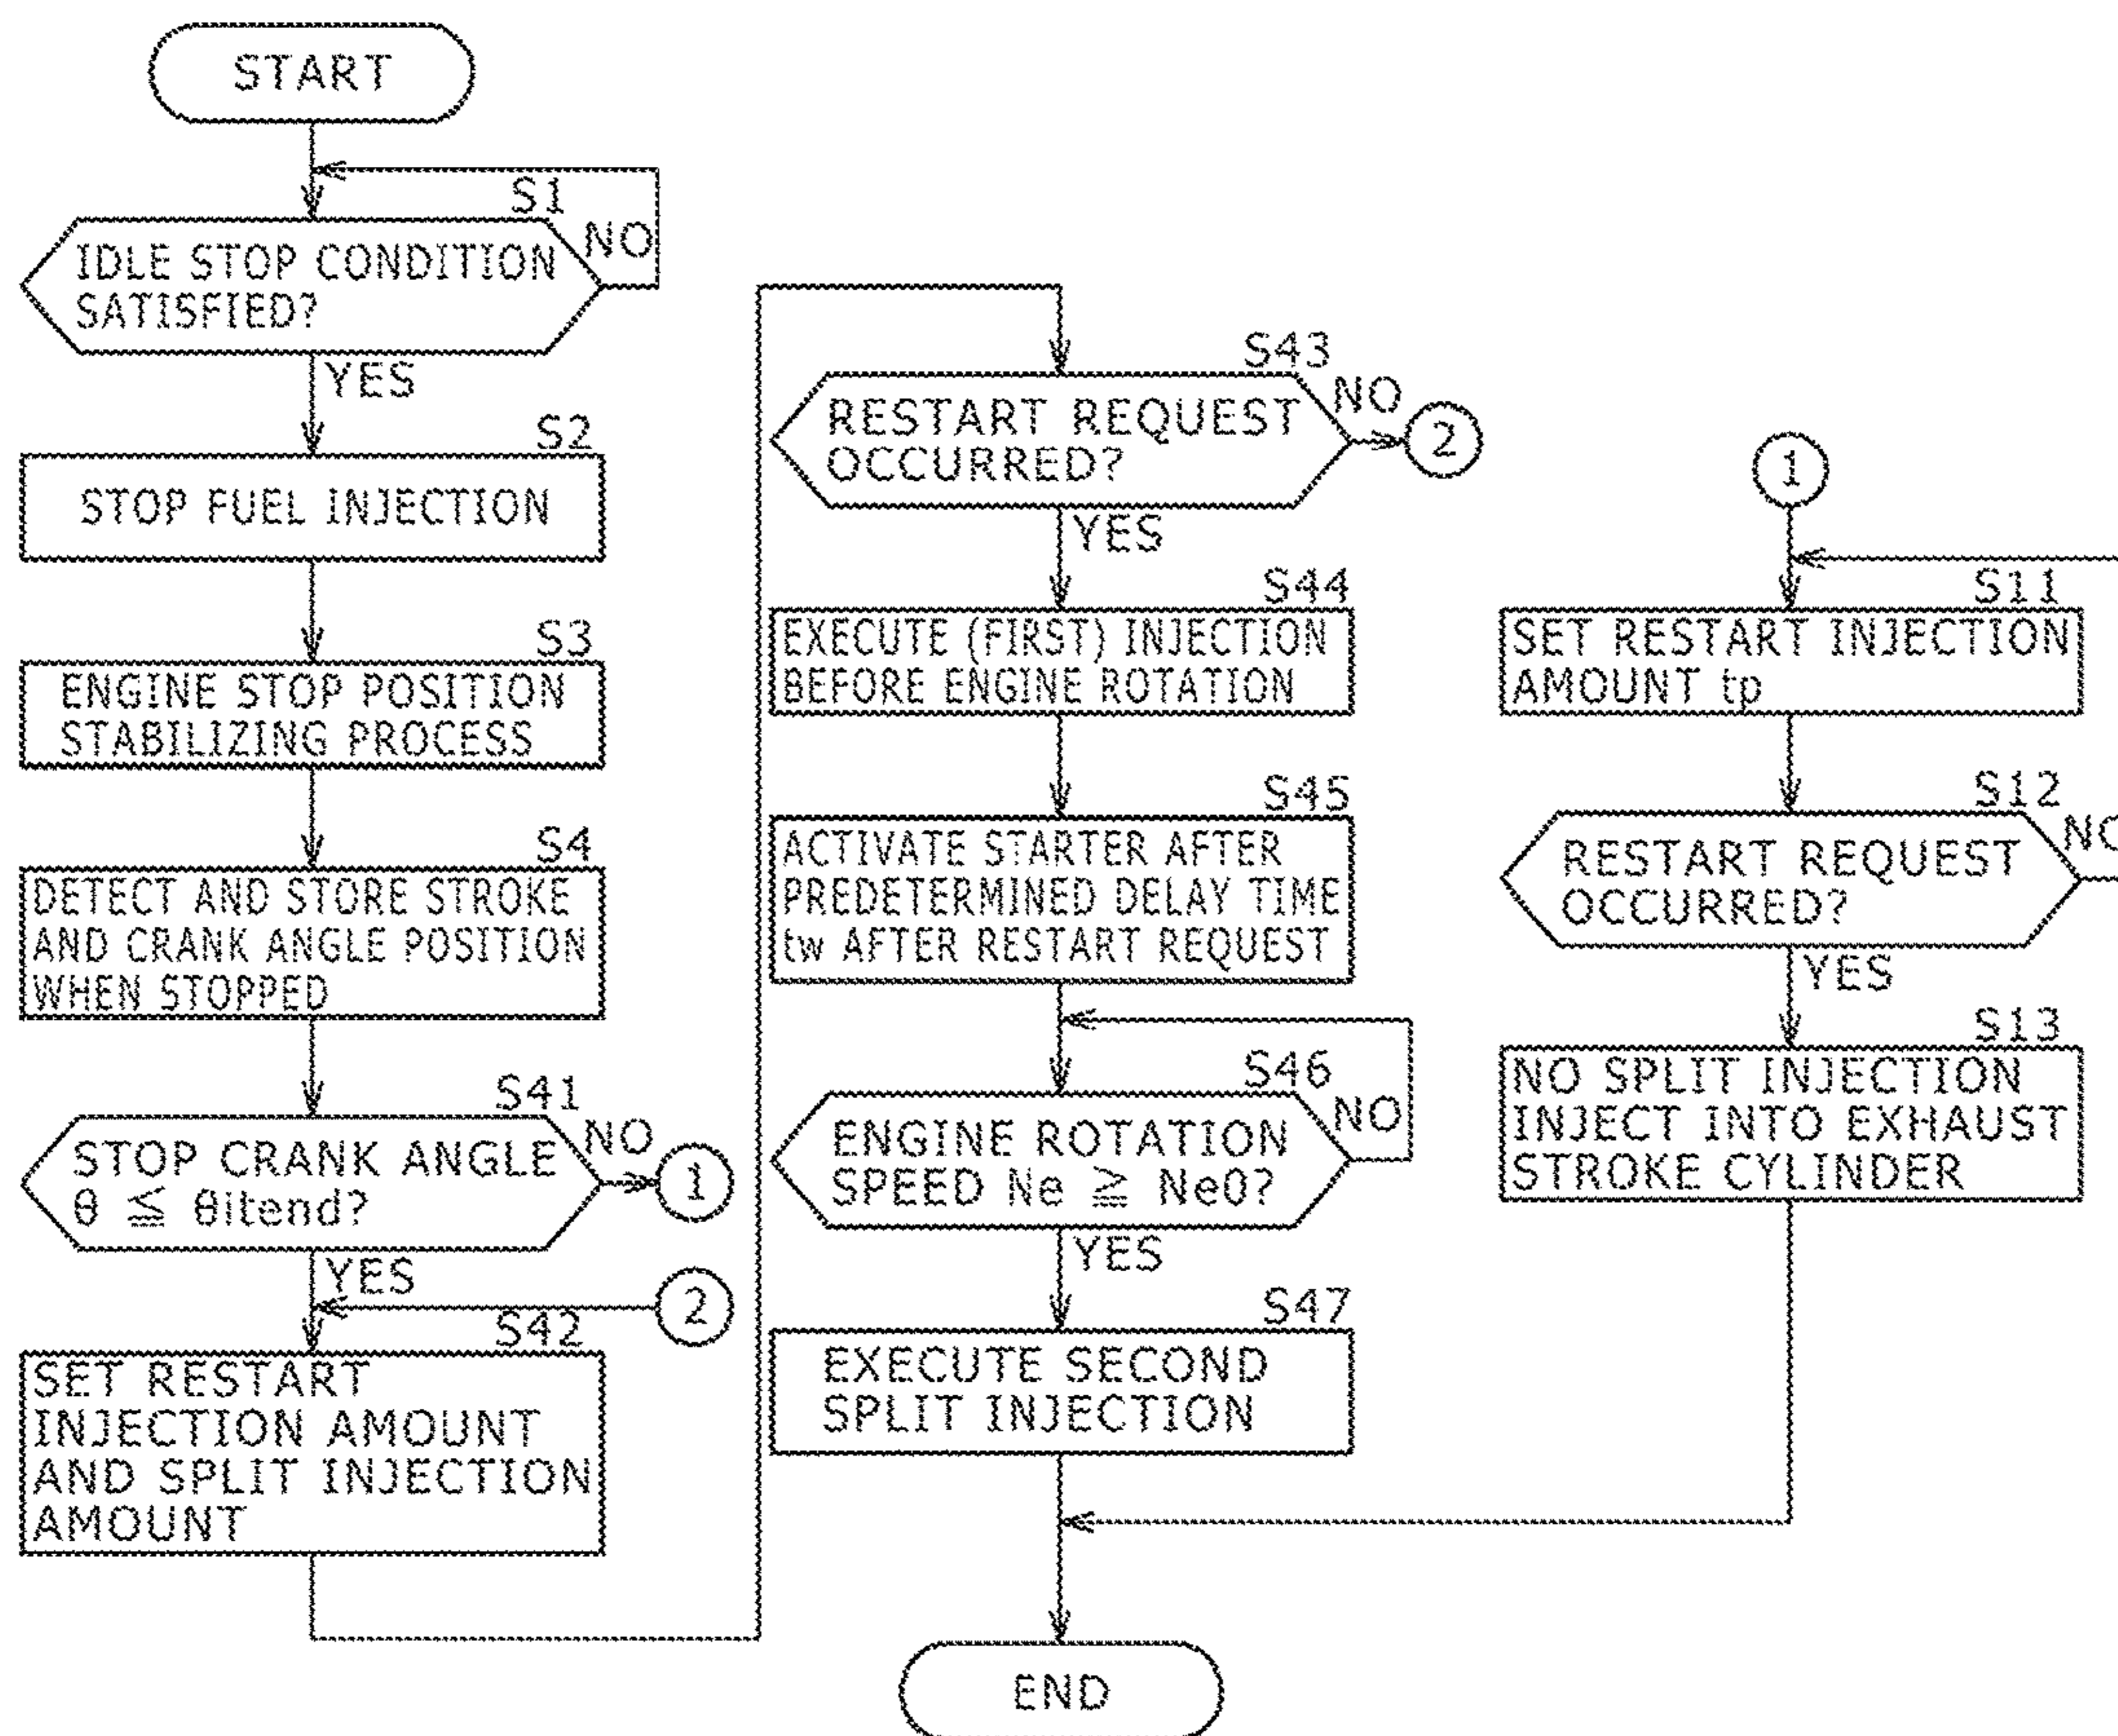 START
S1
NO
IDLE STOP CONDITION
SATISFIED?
YES
S2
STOP FUEL INJECTION
S3
ENGINE STOP POSITION
STABILIZING PROCESS
S4
DETECT AND STORE STROKE
AND CRANK ANGLE POSITION
WHEN STOPPED
S41
NO
STOP CRANK ANGLE
θ ≦ θitend?
1
YES
2
S42
SET RESTART
INJECTION AMOUNT
AND SPLIT INJECTION
AMOUNT
S43
NO
RESTART REQUEST
OCCURRED?
2
YES
S44
EXECUTE (FIRST) INJECTION
BEFORE ENGINE ROTATION
S45
ACTIVATE STARTER AFTER
PREDETERMINED DELAY TIME
tw AFTER RESTART REQUEST
S46
NO
ENGINE ROTATION
SPEED Ne ≧ Ne0?
YES
S47
EXECUTE SECOND
SPLIT INJECTION
END
1
S11
SET RESTART INJECTION
AMOUNT tp
S12
NO
RESTART REQUEST
OCCURRED?
YES
S13
NO SPLIT INJECTION
INJECT INTO EXHAUST
STROKE CYLINDER